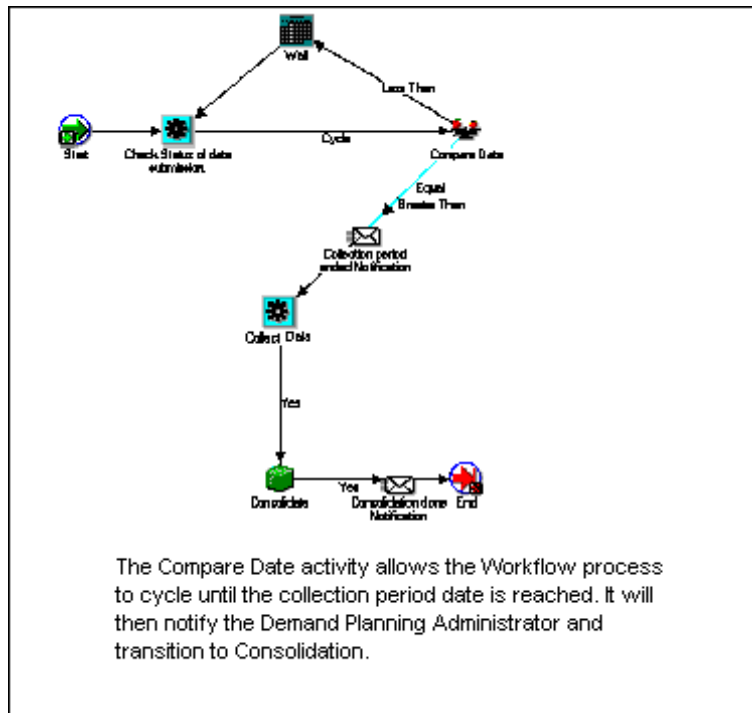 Wait
Less Then
Start
Check Status of data
submission.
Cycle
Compare Date
Equal
Greater Then
Collection period
ended Notification
Collect Data
Yes
Consolidate
Yes
Consolidation done
Notification
End
The Compare Date activity allows the Workflow process
to cycle until the collection period date is reached. It will
then notify the Demand Planning Administrator and
transition to Consolidation.